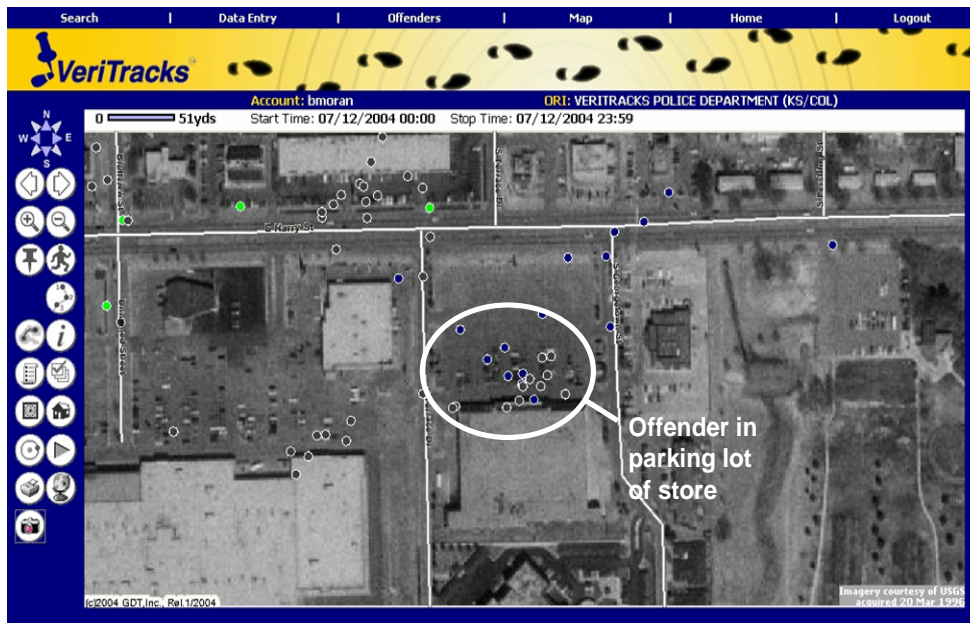 Search | Data Entry | Offenders | Map | Home | Logout
VeriTracks
Account: bmoran ORI: VERITRACKS POLICE DEPARTMENT (KS/COL)
0 51yds Start Time: 07/12/2004 00:00 Stop Time: 07/12/2004 23:59
N
W E
S
E Harry St
Offender in
parking lot
of store
(c)2004 GDT,Inc., Rel.1/2004
Imagery courtesy of USGS
acquired 20 Mar 1996